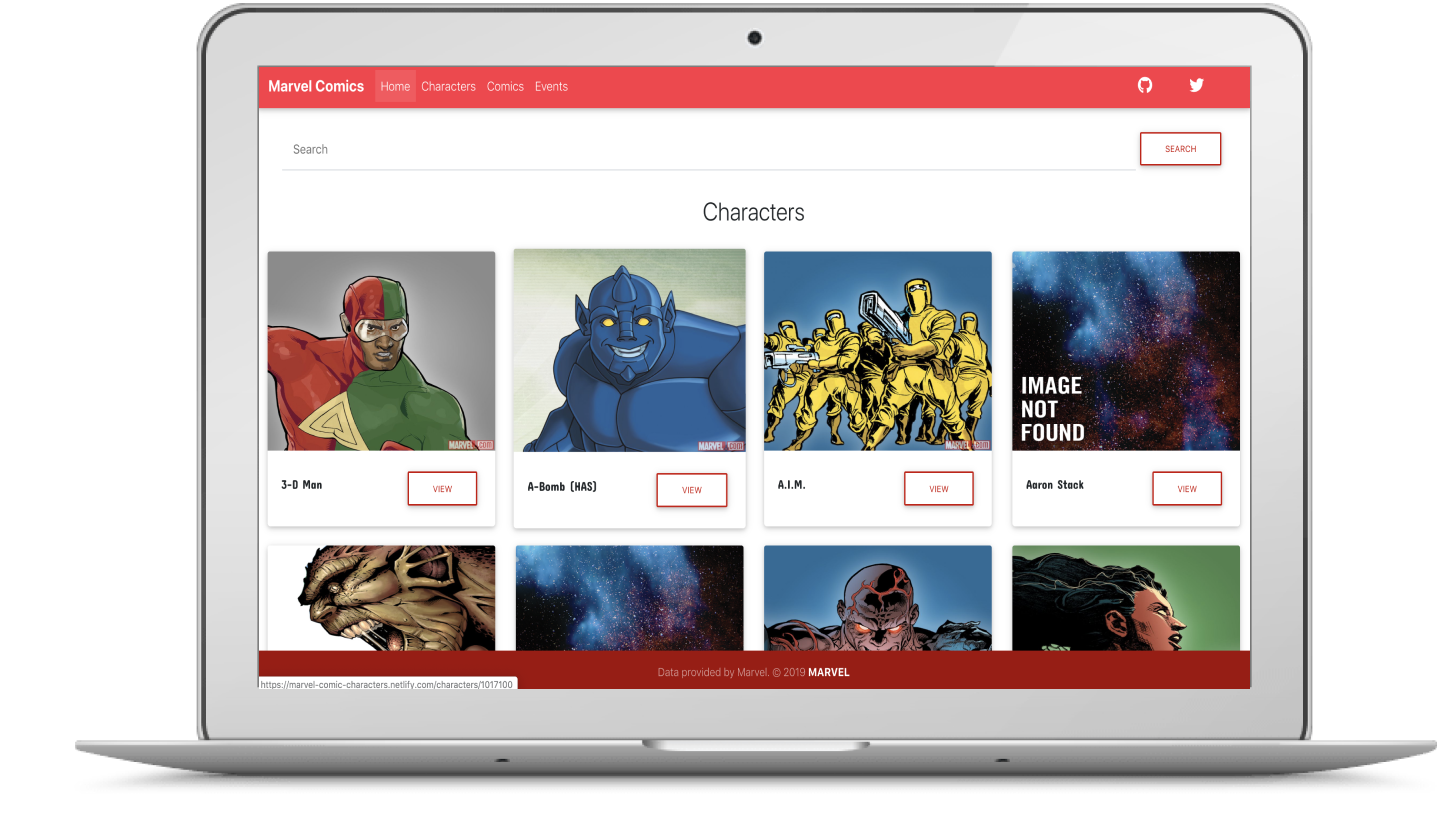 Marvel Comics Home Characters Comics Events
Search SEARCH
Characters
MARVEL.com
MARVEL.com
MARVEL.com
IMAGE
NOT
FOUND
3-D Man VIEW
A-Bomb (HAS) VIEW
A.I.M. VIEW
Aaron Stack VIEW
Data provided by Marvel. © 2019 MARVEL
https://marvel-comic-characters.netlify.com/characters/1017100